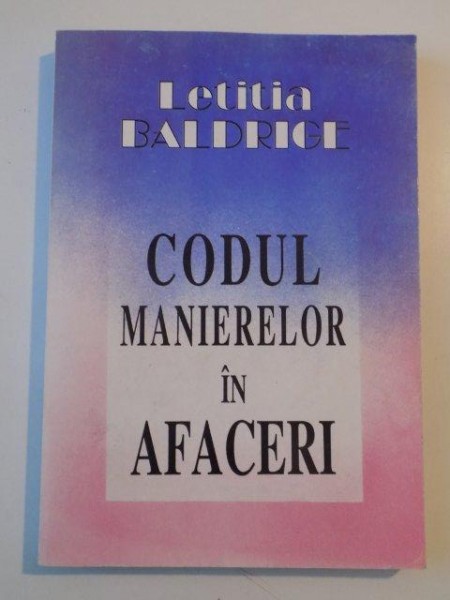 Letitia
BALDRIGE
CODUL
MANIERELOR
ÎN
AFACERI